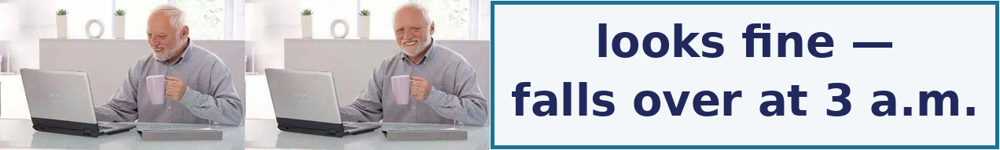 looks fine —
falls over at 3 a.m.